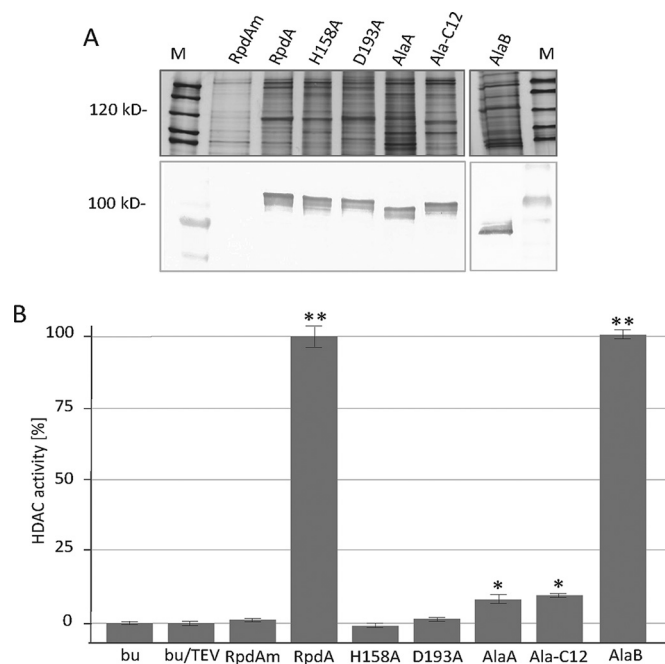 A
M RpdAm RpdA H158A D193A AlaA Ala-C12 AlaB M
120 kD-
100 kD-
B
HDAC activity [%]
100
75
50
25
0
** * * **
bu bu/TEV RpdAm RpdA H158A D193A AlaA Ala-C12 AlaB